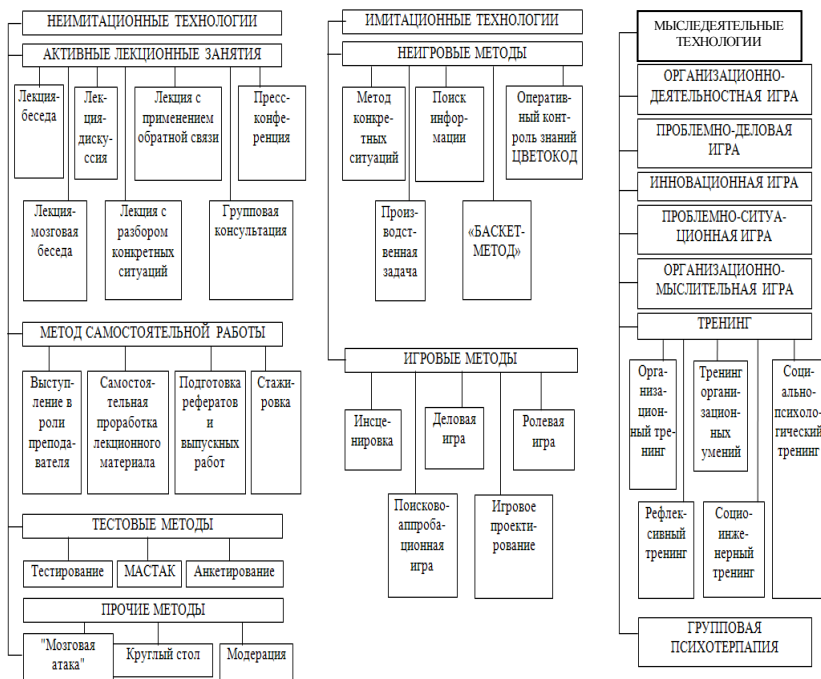 НЕИМИТАЦИОННЫЕ ТЕХНОЛОГИИ
АКТИВНЫЕ ЛЕКЦИОННЫЕ ЗАНЯТИЯ
Лекция-
беседа
Лек-
ция-
диску-
ссия
Лекция с
применением
обратной связи
Пресс-
конфе-
ренция
Лекция-
мозговая
беседа
Лекция с
разбором
конкретных
ситуаций
Групповая
консультация
МЕТОД САМОСТОЯТЕЛЬНОЙ РАБОТЫ
Выступ-
ление в
роли
препода-
вателя
Самостоя-
тельная
проработка
лекционного
материала
Подготовка
рефератов
и
выпускных
работ
Стажи-
ровка
ТЕСТОВЫЕ МЕТОДЫ
Тестирование
МАСТАК
Анкетирование
ПРОЧИЕ МЕТОДЫ
"Мозговая
атака"
Круглый стол
Модерация
ИМИТАЦИОННЫЕ ТЕХНОЛОГИИ
НЕИГРОВЫЕ МЕТОДЫ
Метод
конкрет-
ных
ситуаций
Поиск
инфор-
мации
Оператив-
ный конт-
роль знаний
ЦВЕТОКОД
Произ-
водст-
венная
задача
«БАСКЕТ-
МЕТОД»
ИГРОВЫЕ МЕТОДЫ
Инсце-
нировка
Деловая
игра
Ролевая
игра
Поисково-
аппроба-
ционная
игра
Игровое
проекти-
рование
МЫСЛЕДЕЯТЕЛЬНЫЕ
ТЕХНОЛОГИИ
ОРГАНИЗАЦИОННО-
ДЕЯТЕЛЬНОСТНАЯ ИГРА
ПРОБЛЕМНО-ДЕЛОВАЯ
ИГРА
ИННОВАЦИОННАЯ ИГРА
ПРОБЛЕМНО-СИТУА-
ЦИОННАЯ ИГРА
ОРГАНИЗАЦИОННО-
МЫСЛИТЕЛЬНАЯ ИГРА
ТРЕНИНГ
Орга-
низа-
цион-
ный тре-
нинг
Тренинг
органи-
зацион-
ных
умений
Соци-
ально-
психоло-
гический
тренинг
Рефлек-
сивный
тренинг
Социо-
инже-
нерный
тренинг
ГРУППОВАЯ
ПСИХОТЕРАПИЯ